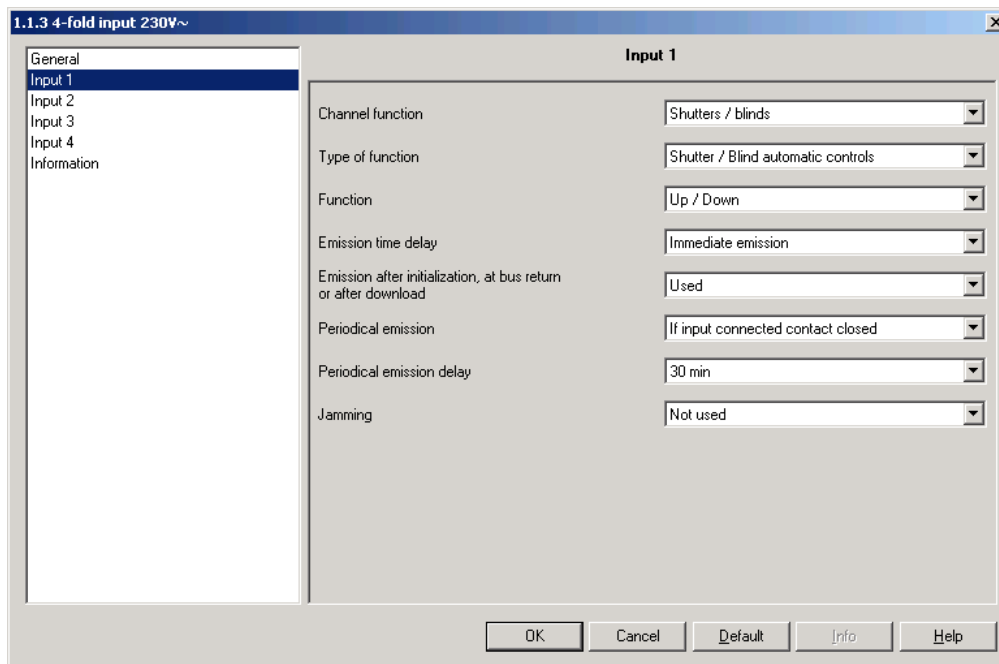 1.1.3 4-fold input 230V~
General
Input 1
Input 2
Input 3
Input 4
Information
Input 1
Channel function
Shutters / blinds
Type of function
Shutter / Blind automatic controls
Function
Up / Down
Emission time delay
Immediate emission
Emission after initialization, at bus return
or after download
Used
Periodical emission
If input connected contact closed
Periodical emission delay
30 min
Jamming
Not used
OK
Cancel
Default
Info
Help